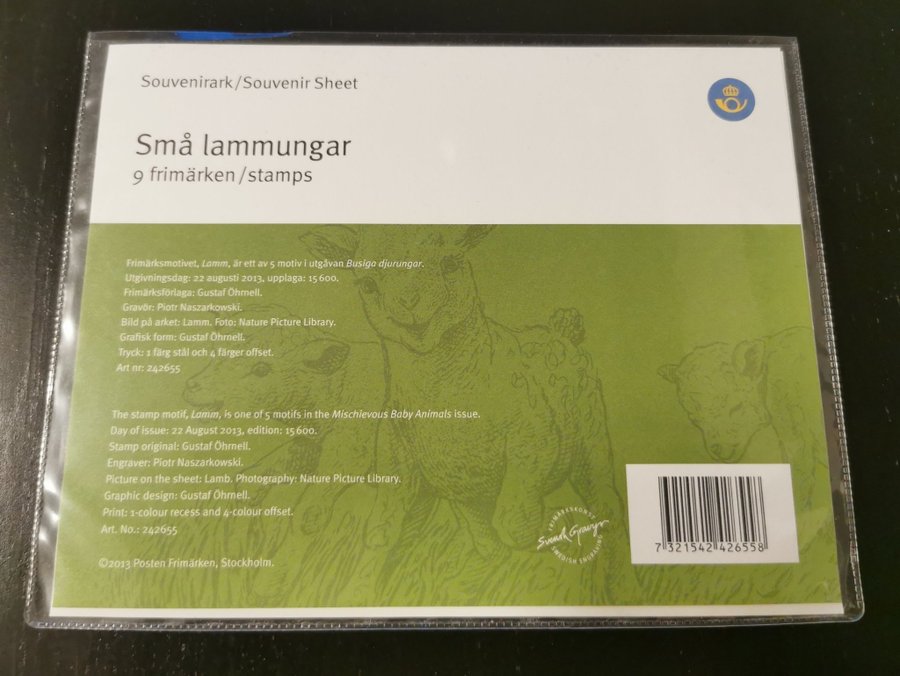 Souvenirark/Souvenir Sheet
Små lammungar
9 frimärken/stamps
Frimärksmotivet, Lamm, är ett av 5 motiv i utgåvan Busiga djurungar.
Utgivningsdag: 22 augusti 2013, upplaga: 15 600.
Frimärksförlaga: Gustaf Öhrnell.
Gravör: Piotr Naszarkowski.
Bild på arket: Lamm. Foto: Nature Picture Library.
Grafisk form: Gustaf Öhrnell.
Tryck: 1 färg stål och 4 färger offset.
Art nr: 242655
The stamp motif, Lamm, is one of 5 motifs in the Mischievous Baby Animals issue.
Day of issue: 22 August 2013, edition: 15 600.
Stamp original: Gustaf Öhrnell.
Engraver: Piotr Naszarkowski.
Picture on the sheet: Lamb. Photography: Nature Picture Library.
Graphic design: Gustaf Öhrnell.
Print: 1-colour recess and 4-colour offset.
Art. No.: 242655
©2013 Posten Frimärken, Stockholm.
FRIMÄRKSKONST
Svensk Gravyr
SWEDISH ENGRAVING
7 321542 426558